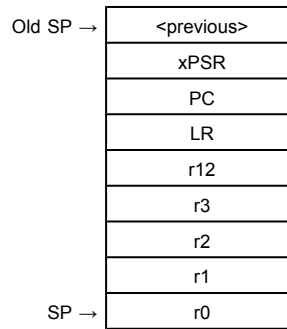 Old SP → <previous>
xPSR
PC
LR
r12
r3
r2
r1
SP → r0